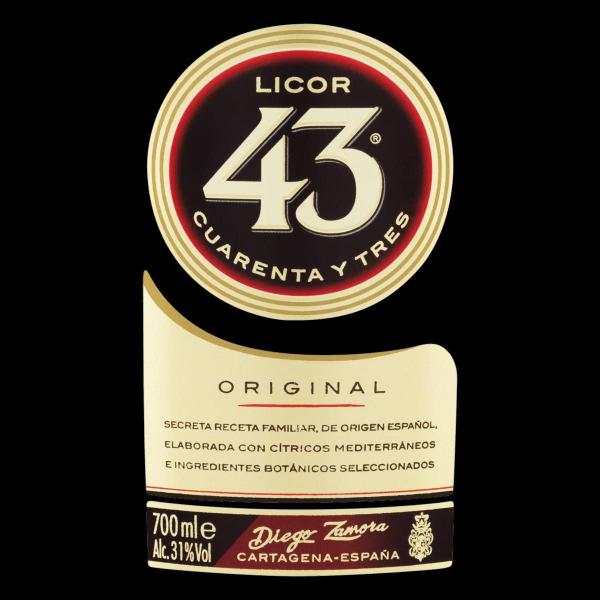 LICOR
43®
CUARENTA Y TRES
ORIGINAL
SECRETA RECETA FAMILIAR, DE ORIGEN ESPAÑOL,
ELABORADA CON CÍTRICOS MEDITERRÁNEOS
E INGREDIENTES BOTÁNICOS SELECCIONADOS
700 ml e
Alc. 31% Vol
Diego Zamora
CARTAGENA-ESPAÑA